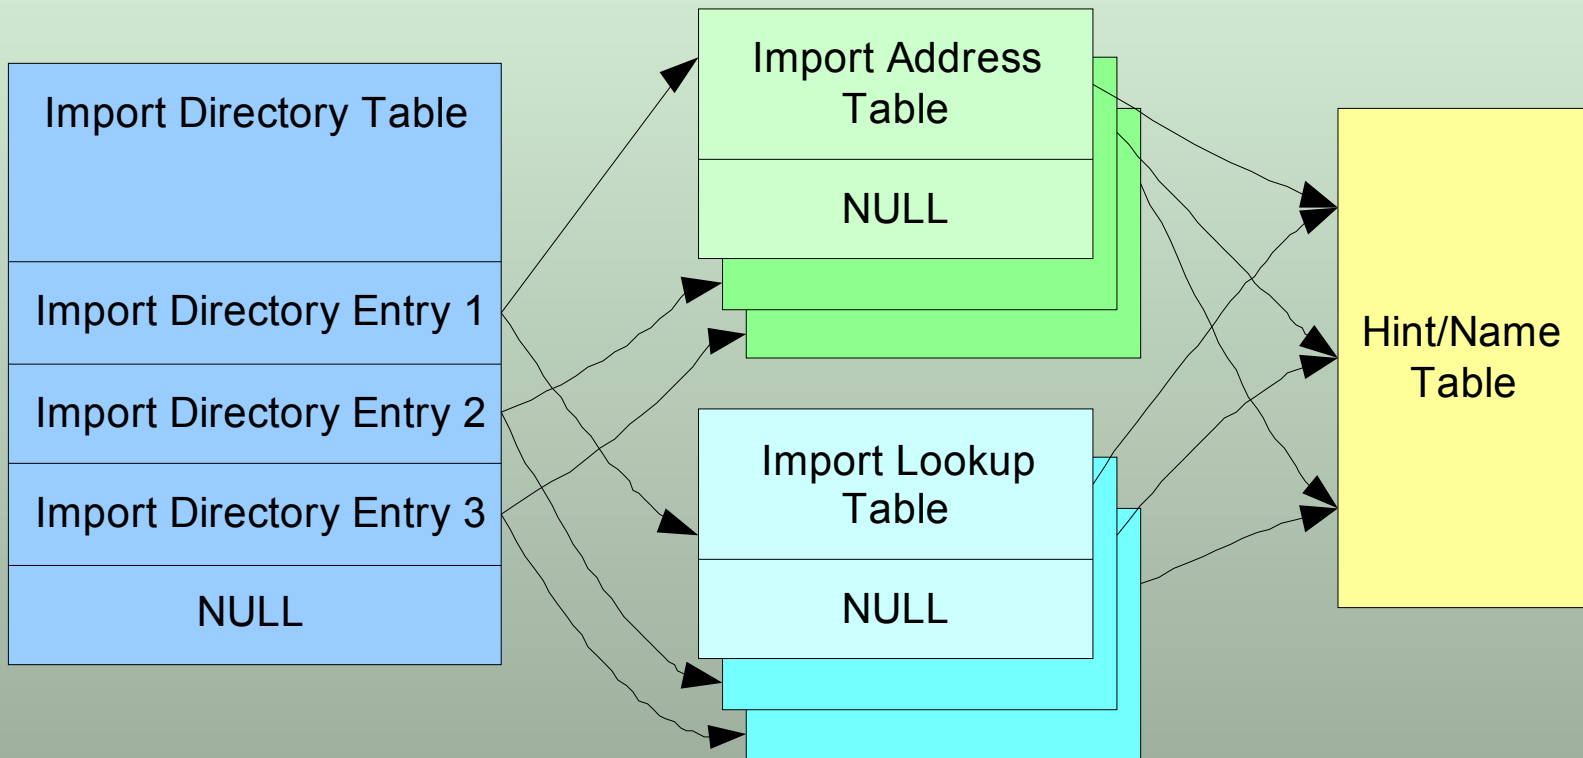 Import Directory Table
Import Directory Entry 1
Import Directory Entry 2
Import Directory Entry 3
NULL
Import Address
Table
NULL
Import Lookup
Table
NULL
Hint/Name
Table